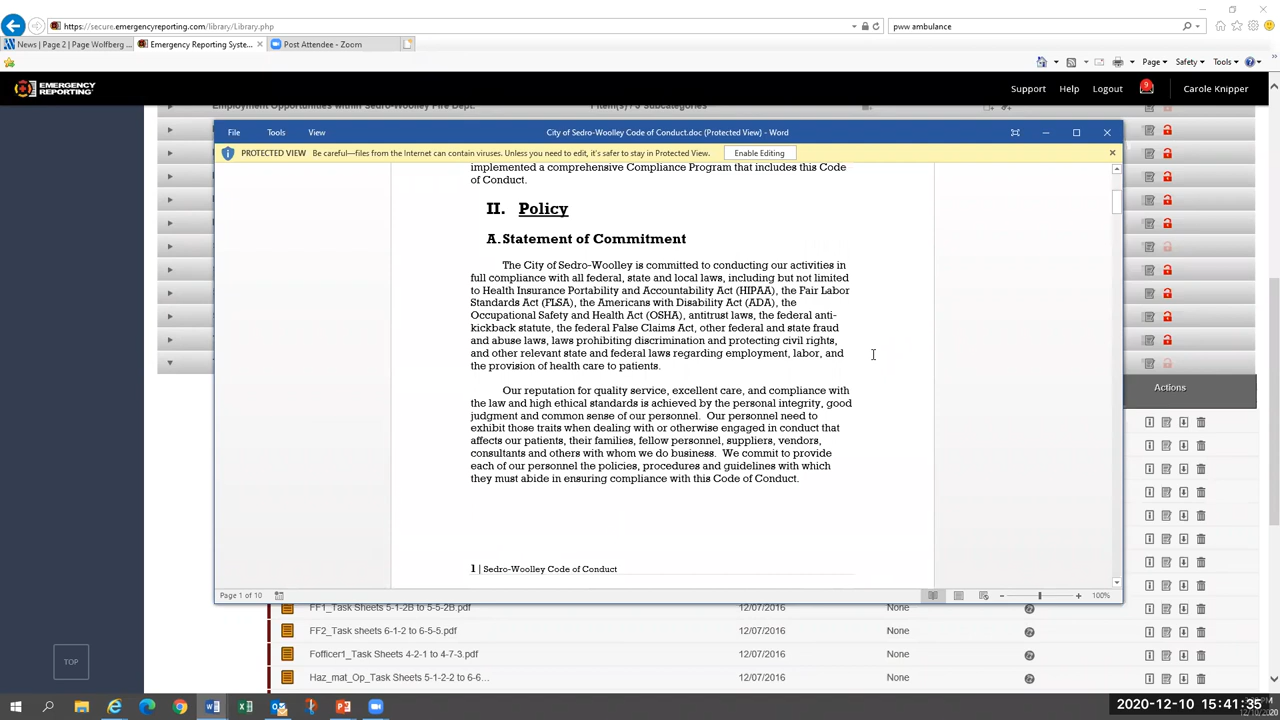 https://secure.emergencyreporting.com/library/Library.php
pww ambulance
News | Page 2 | Page Wolfberg ...
Emergency Reporting Syste...
Post Attendee - Zoom
Page
Safety
Tools
EMERGENCY
REPORTING
Support
Help
Logout
9
Carole Knipper
Employment Opportunities within Sedro-Woolley Fire Dept.
1 item(s) / 3 Subcategories
File
Tools
View
City of Sedro-Woolley Code of Conduct.doc (Protected View) - Word
PROTECTED VIEW Be careful—files from the Internet can contain viruses. Unless you need to edit, it's safer to stay in Protected View.
Enable Editing
implemented a comprehensive Compliance Program that includes this Code
of Conduct.
II. Policy
A. Statement of Commitment
The City of Sedro-Woolley is committed to conducting our activities in
full compliance with all federal, state and local laws, including but not limited
to Health Insurance Portability and Accountability Act (HIPAA), the Fair Labor
Standards Act (FLSA), the Americans with Disability Act (ADA), the
Occupational Safety and Health Act (OSHA), antitrust laws, the federal anti-
kickback statute, the federal False Claims Act, other federal and state fraud
and abuse laws, laws prohibiting discrimination and protecting civil rights,
and other relevant state and federal laws regarding employment, labor, and
the provision of health care to patients.
Our reputation for quality service, excellent care, and compliance with
the law and high ethical standards is achieved by the personal integrity, good
judgment and common sense of our personnel. Our personnel need to
exhibit those traits when dealing with or otherwise engaged in conduct that
affects our patients, their families, fellow personnel, suppliers, vendors,
consultants and others with whom we do business. We commit to provide
each of our personnel the policies, procedures and guidelines with which
they must abide in ensuring compliance with this Code of Conduct.
1 | Sedro-Woolley Code of Conduct
Page 1 of 10
100%
Actions
FF1_Task Sheets 5-1-2B to 5-5-2B.pdf
12/07/2016
None
FF2_Task sheets 6-1-2 to 6-5-5.pdf
12/07/2016
None
Fofficer1_Task Sheets 4-2-1 to 4-7-3.pdf
12/07/2016
None
Haz_mat_Op_Task Sheets 5-1-2-2 to 6-6...
12/07/2016
None
TOP
2020-12-10 15:41:35